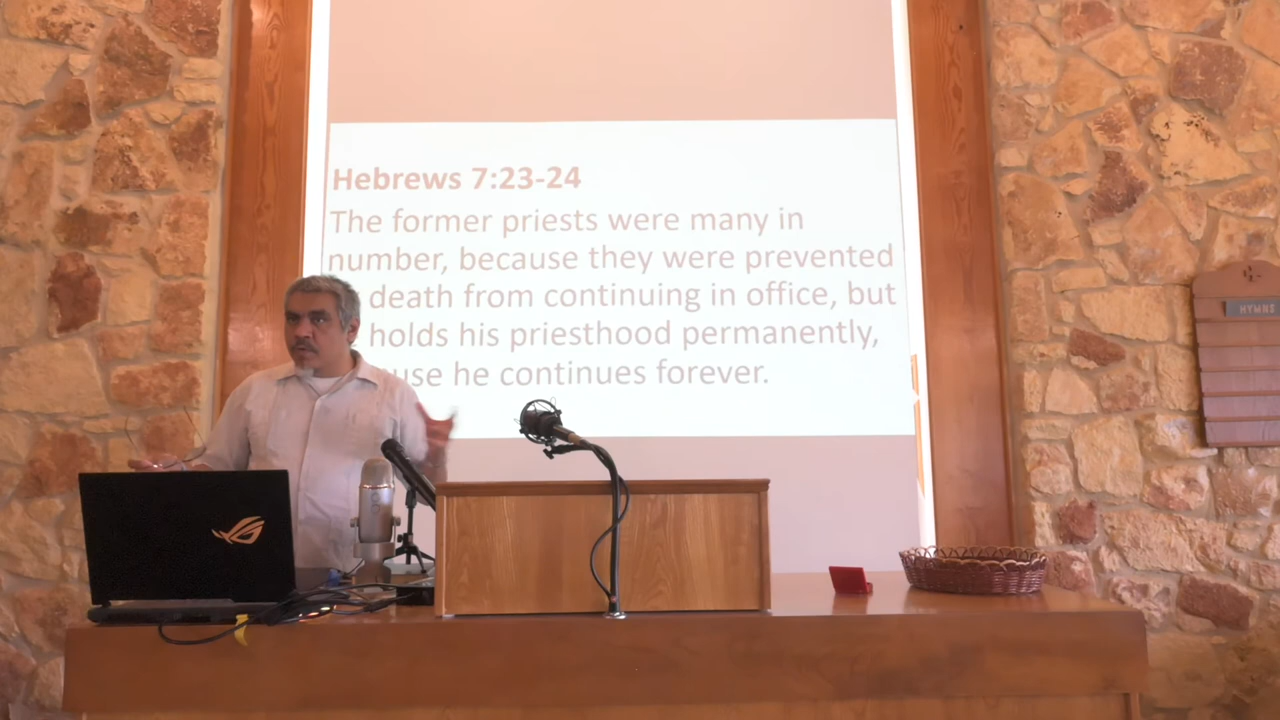 Hebrews 7:23-24
The former priests were many in
number, because they were prevented
death from continuing in office, but
holds his priesthood permanently,
use he continues forever.
HYMNS